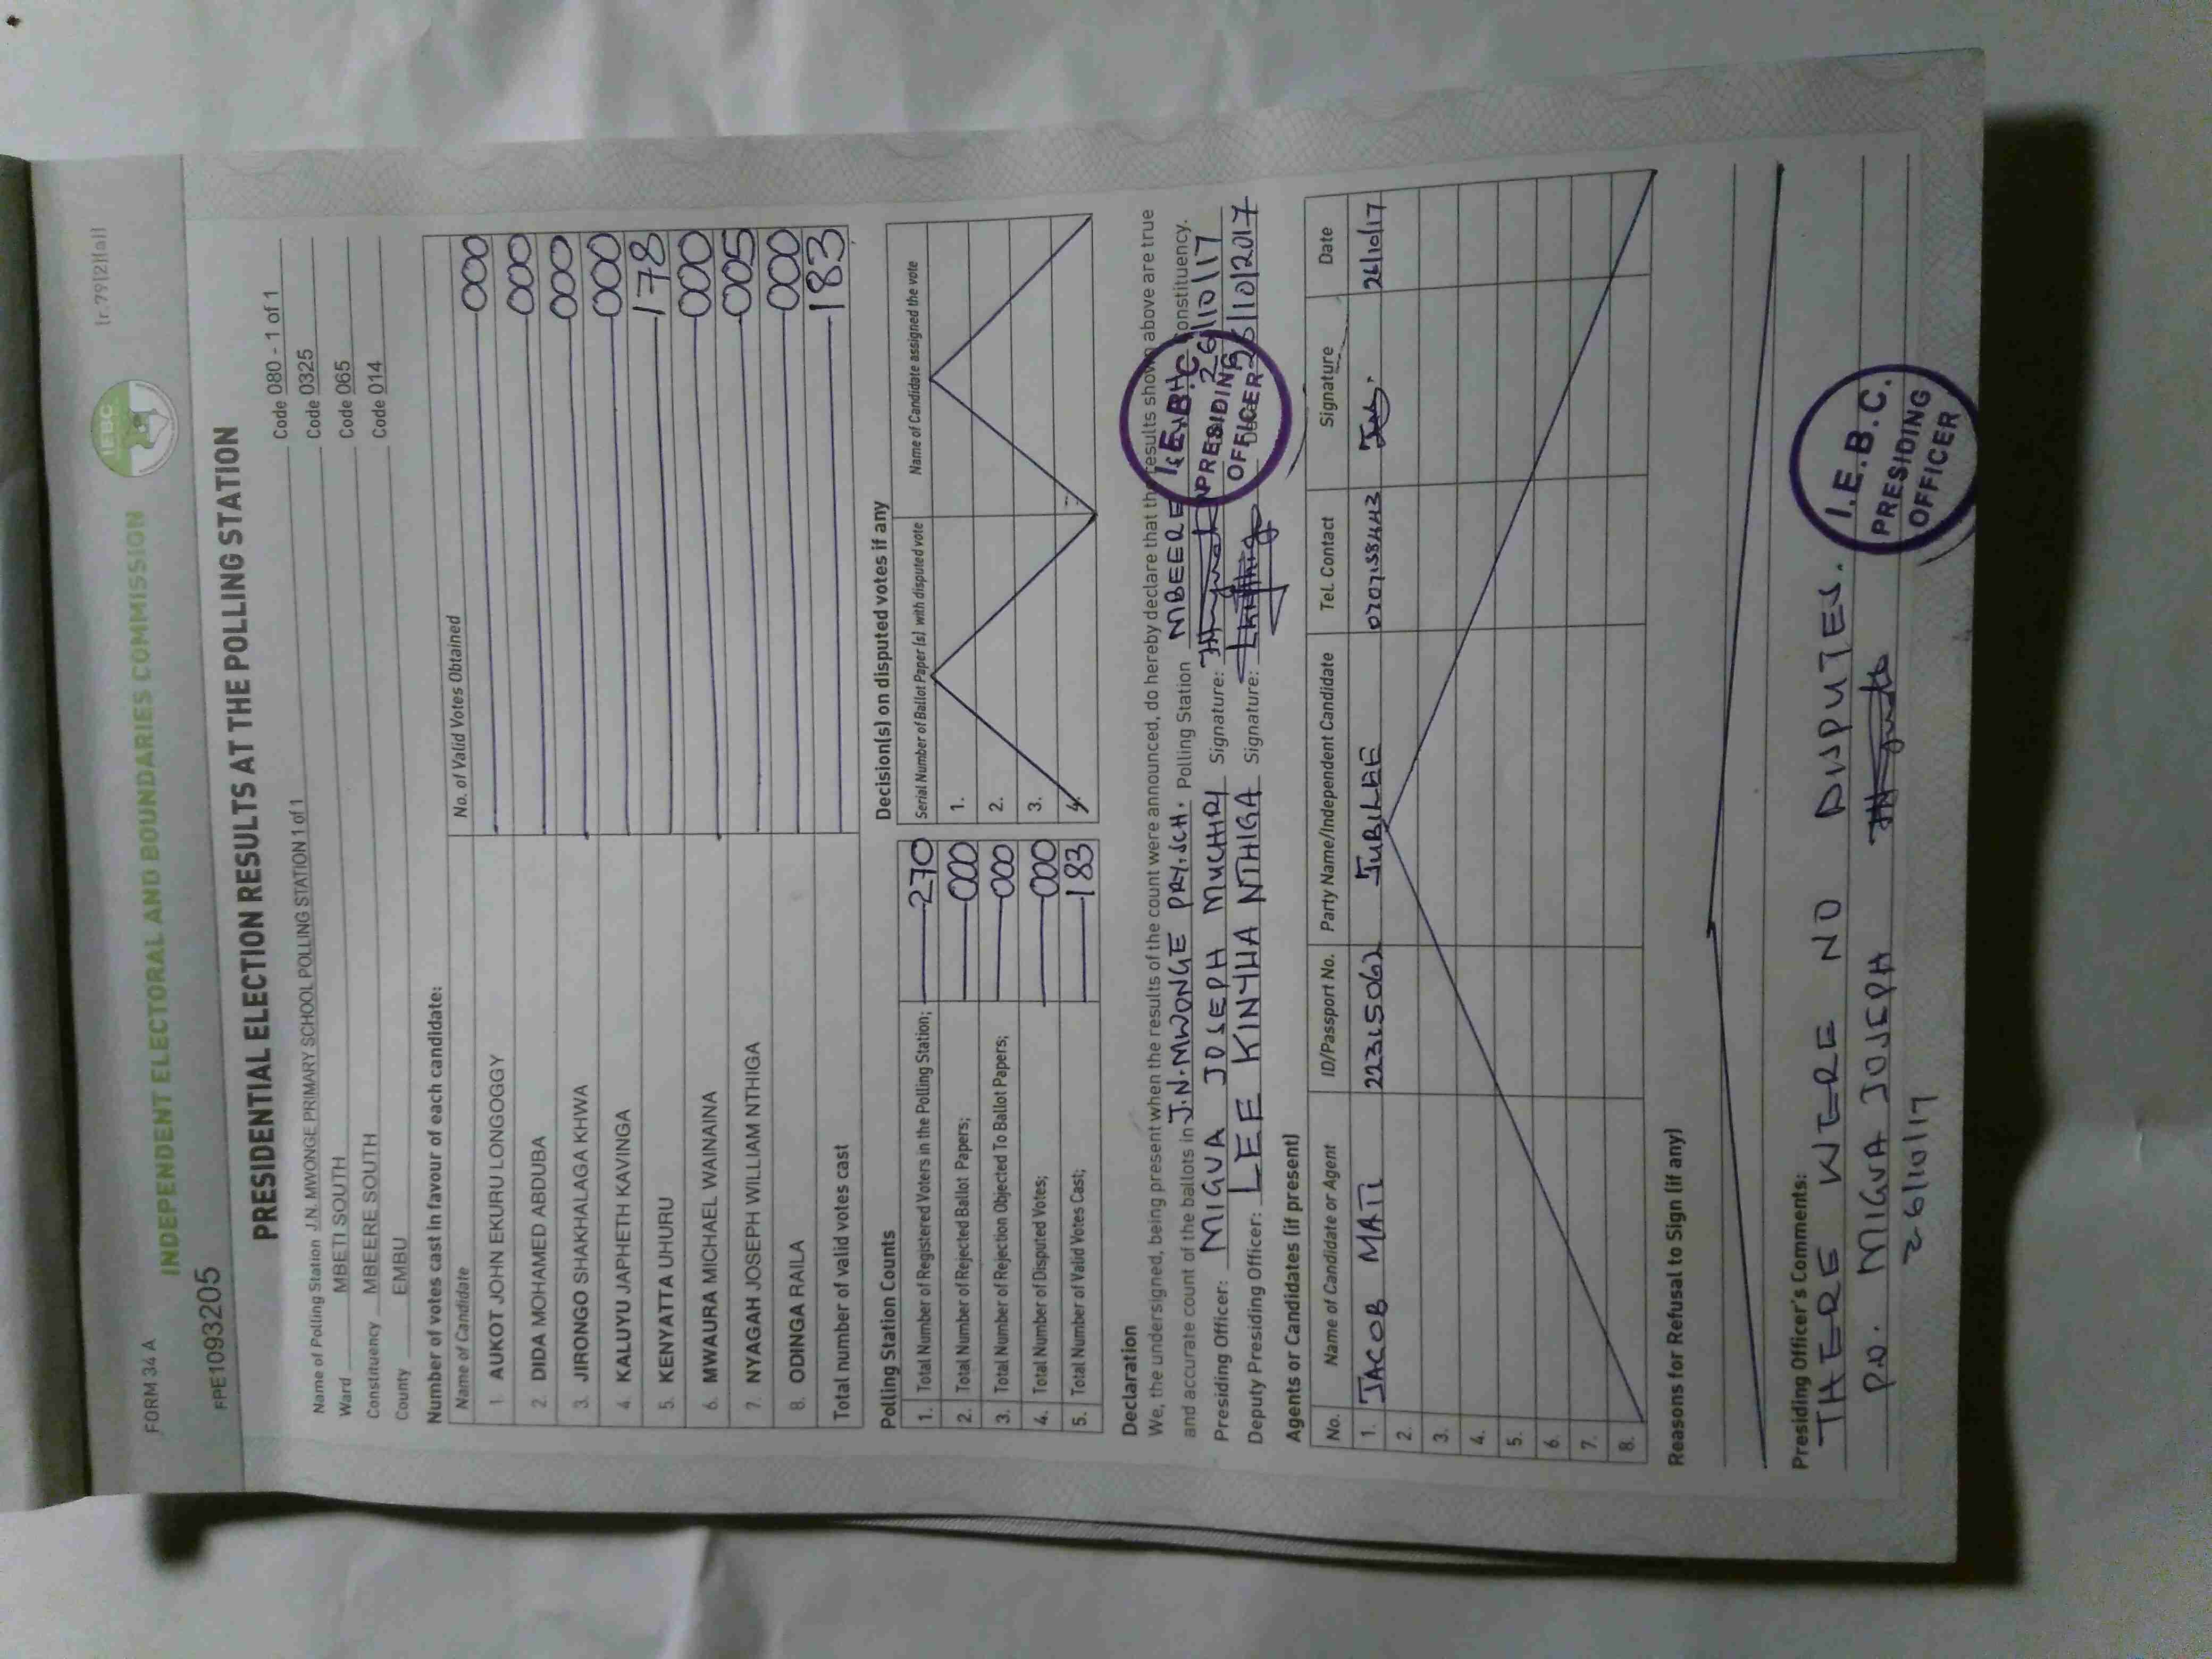 FORM 34 A
(r.79(2)(a))
IEBC
INDEPENDENT ELECTORAL AND BOUNDARIES COMMISSION
FPE1093205
PRESIDENTIAL ELECTION RESULTS AT THE POLLING STATION
Name of Polling Station J.N. MWONGE PRIMARY SCHOOL POLLING STATION 1 of 1 Code 080 - 1 of 1
Ward MBETI SOUTH Code 0325
Constituency MBEERE SOUTH Code 065
County EMBU Code 014
Number of votes cast in favour of each candidate:
Name of Candidate No. of Valid Votes Obtained
1. AUKOT JOHN EKURU LONGOGGY 000
2. DIDA MOHAMED ABDUBA 000
3. JIRONGO SHAKHALAGA KHWA 000
4. KALUYU JAPHETH KAVINGA 000
5. KENYATTA UHURU 178
6. MWAURA MICHAEL WAINAINA 000
7. NYAGAH JOSEPH WILLIAM NTHIGA 005
8. ODINGA RAILA 000
Total number of valid votes cast 183
Polling Station Counts
1. Total Number of Registered Voters in the Polling Station; 270
2. Total Number of Rejected Ballot Papers; 000
3. Total Number of Rejection Objected To Ballot Papers; 000
4. Total Number of Disputed Votes; 000
5. Total Number of Valid Votes Cast; 183
Decision(s) on disputed votes if any
Serial Number of Ballot Paper (s) with disputed vote Name of Candidate assigned the vote
1.
2.
3.
4.
Declaration
We, the undersigned, being present when the results of the count were announced, do hereby declare that the results shown above are true
and accurate count of the ballots in J.N. MWONGE PRY. SCH. Polling Station MBEERE Constituency.
Presiding Officer: MIGUA JOSEPH MUCHIRI Signature: 26/10/17
Deputy Presiding Officer: LEE KINYHA NTHIGA Signature: Date: 26/10/2017
I.E.B.C.
PRESIDING
OFFICER
Agents or Candidates (if present)
No. Name of Candidate or Agent ID/Passport No. Party Name/Independent Candidate Tel. Contact Signature Date
1. JACOB MATI JUBILEE 26/10/17
2.
3.
4.
5.
6.
7.
8.
Reasons for Refusal to Sign (if any)
Presiding Officer's Comments:
THERE WERE NO DISPUTES.
P.O. MIGUA JOSEPH
26/10/17
I.E.B.C.
PRESIDING
OFFICER